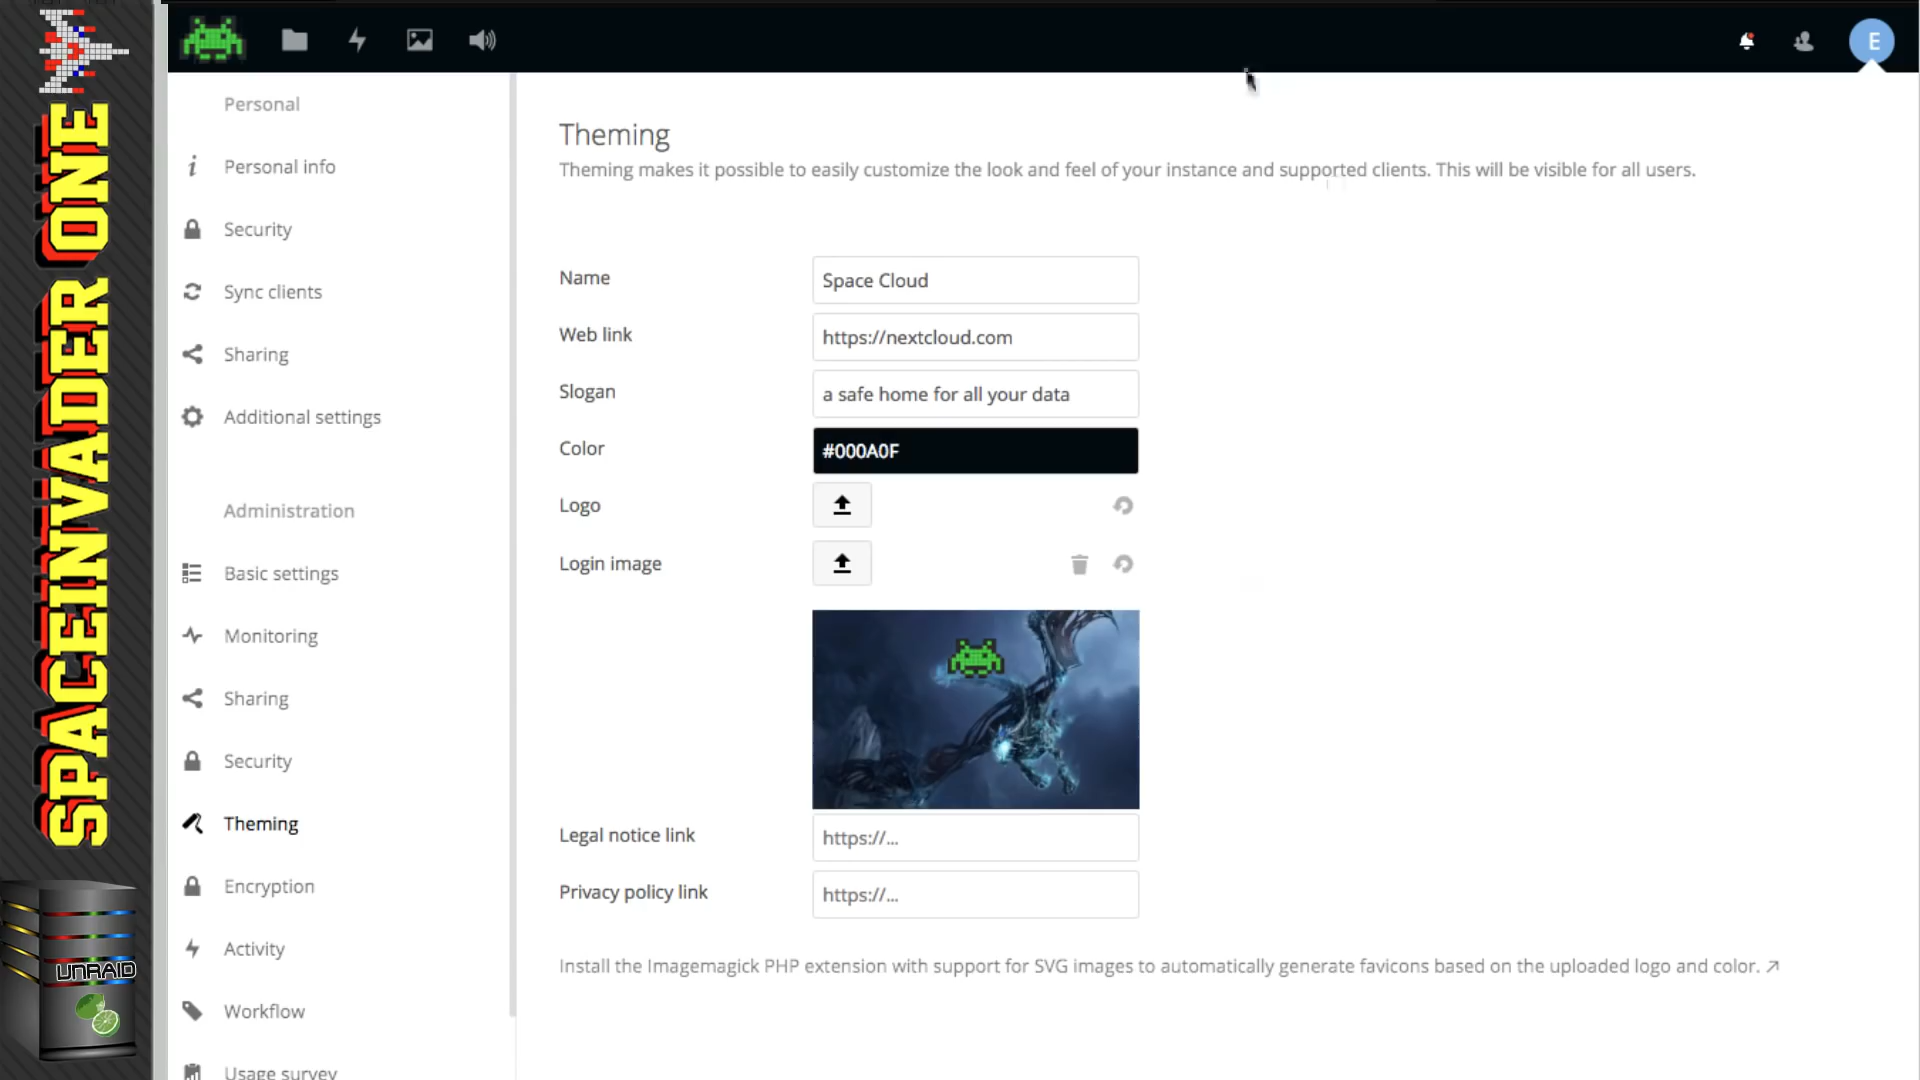 SPACEINVADER ONE
UNRAID
E
Personal
Personal info
Security
Sync clients
Sharing
Additional settings
Administration
Basic settings
Monitoring
Sharing
Security
Theming
Encryption
Activity
Workflow
Usage survey
Theming
Theming makes it possible to easily customize the look and feel of your instance and supported clients. This will be visible for all users.
Name
Space Cloud
Web link
https://nextcloud.com
Slogan
a safe home for all your data
Color
#000A0F
Logo
Login image
Legal notice link
https://...
Privacy policy link
https://...
Install the Imagemagick PHP extension with support for SVG images to automatically generate favicons based on the uploaded logo and color. ↗